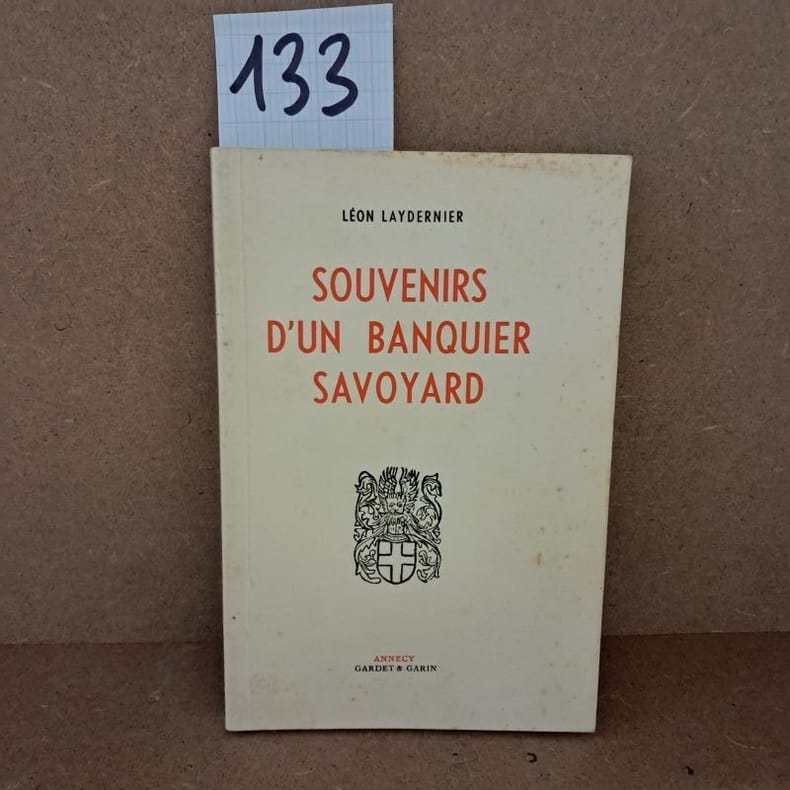 133
LÉON LAYDERNIER
SOUVENIRS
D'UN BANQUIER
SAVOYARD
ANNECY
GARDET & GARIN